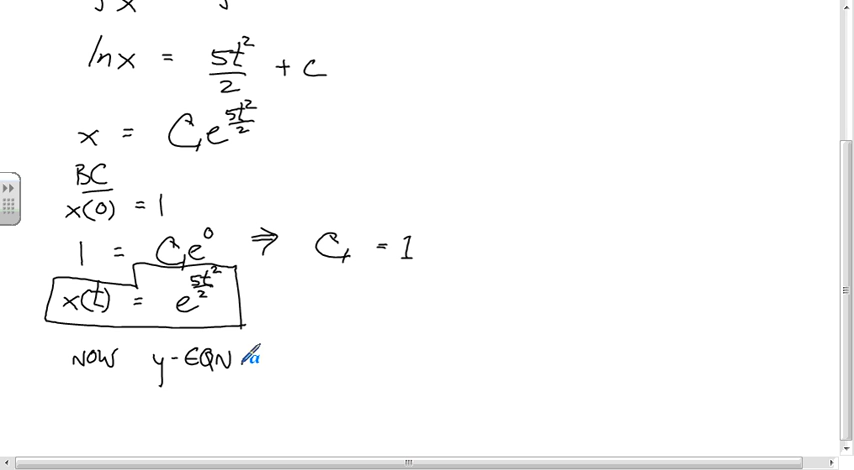 ln x = 5t²/2 + C
x = C₁e^(5t²/2)
BC
x(0) = 1
1 = C₁e⁰ ⇒ C₁ = 1
x(t) = e^(5t²/2)
NOW y-EQN